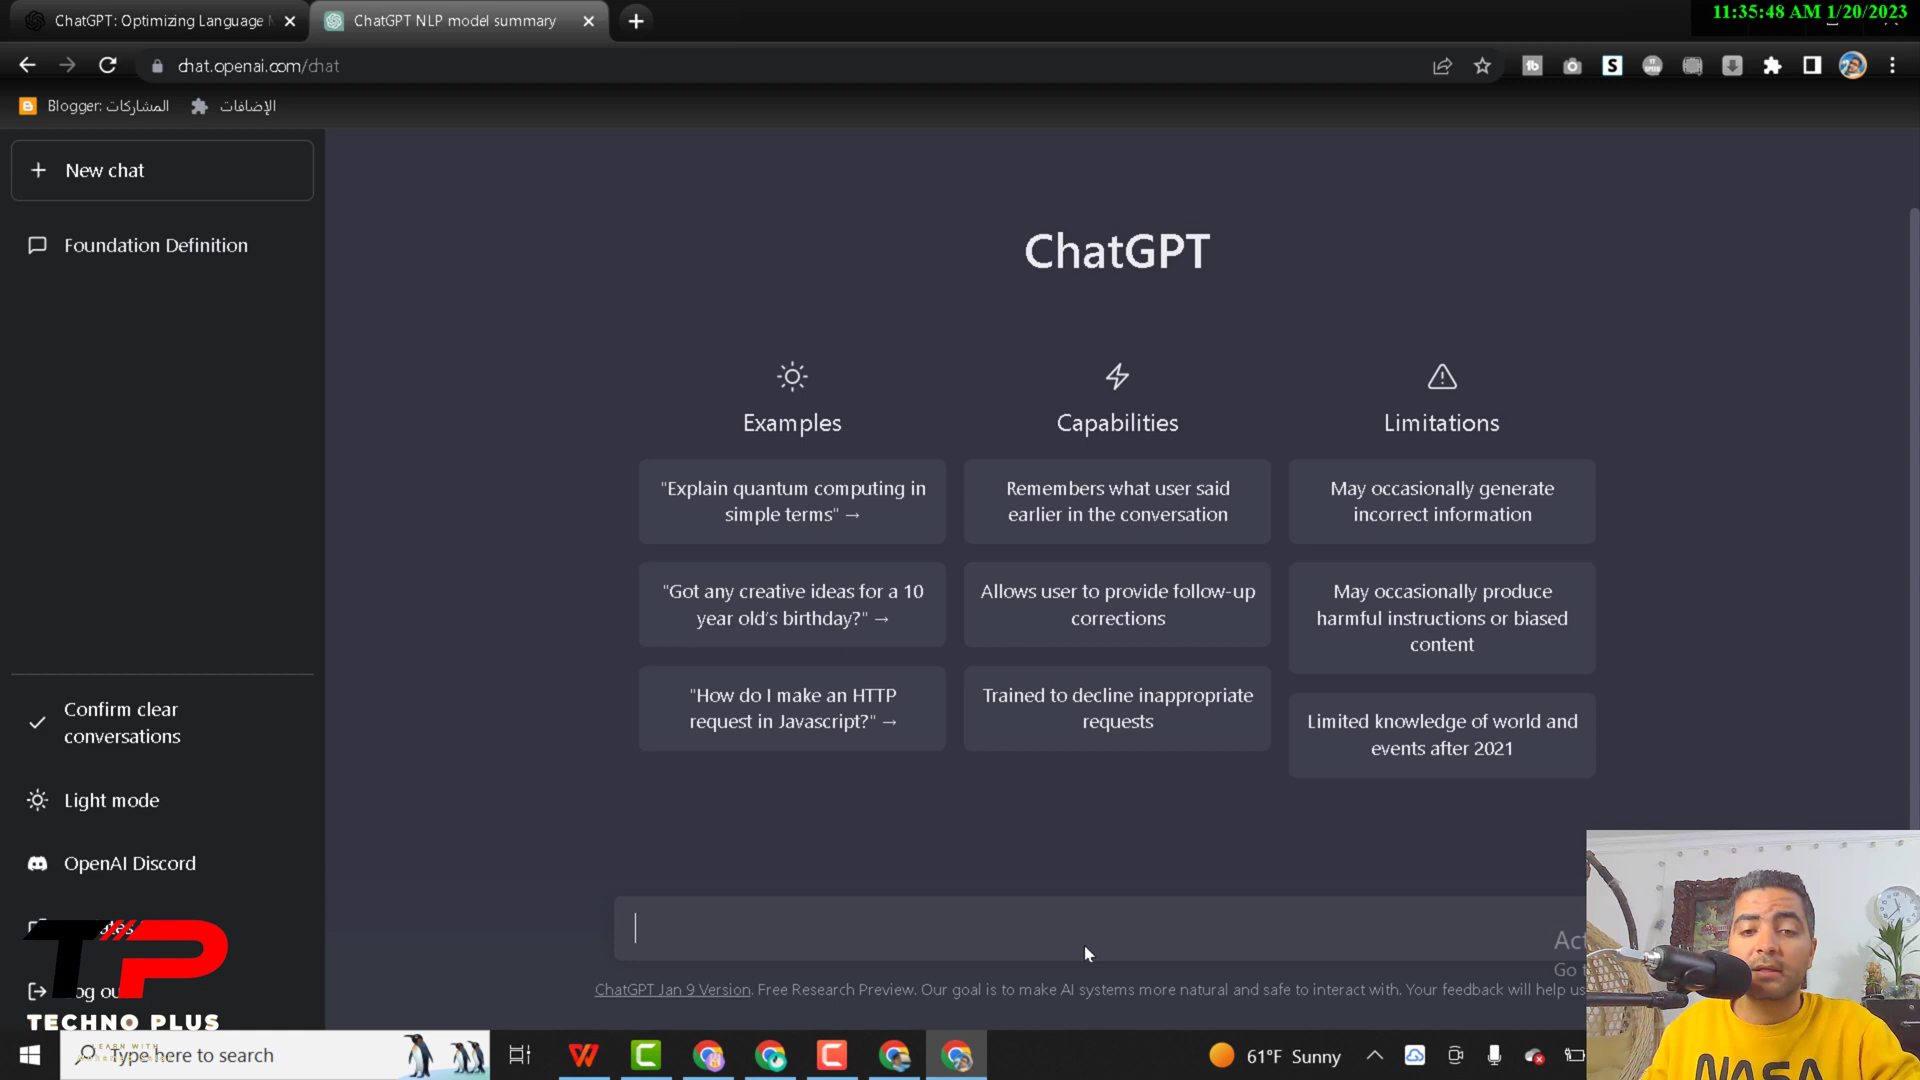 11:35:48 AM 1/20/2023
ChatGPT: Optimizing Language
ChatGPT NLP model summary
chat.openai.com/chat
Blogger: المشاركات
الإضافات
New chat
Foundation Definition
ChatGPT
Examples
Capabilities
Limitations
"Explain quantum computing in
simple terms" →
Remembers what user said
earlier in the conversation
May occasionally generate
incorrect information
"Got any creative ideas for a 10
year old's birthday?" →
Allows user to provide follow-up
corrections
May occasionally produce
harmful instructions or biased
content
"How do I make an HTTP
request in Javascript?" →
Trained to decline inappropriate
requests
Limited knowledge of world and
events after 2021
Confirm clear
conversations
Light mode
OpenAI Discord
TP
TECHNO PLUS
LEARN WITH
Go
ChatGPT Jan 9 Version. Free Research Preview. Our goal is to make AI systems more natural and safe to interact with. Your feedback will help
Type here to search
61°F Sunny
NASA